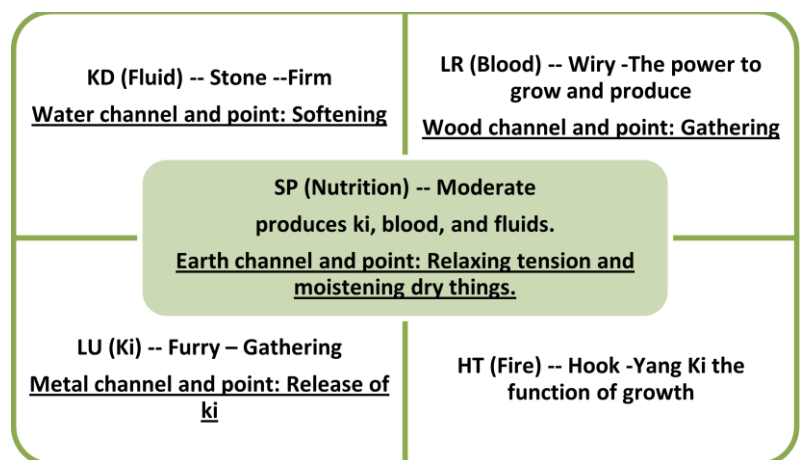 KD (Fluid) -- Stone --Firm
Water channel and point: Softening
LR (Blood) -- Wiry -The power to
grow and produce
Wood channel and point: Gathering
SP (Nutrition) -- Moderate
produces ki, blood, and fluids.
Earth channel and point: Relaxing tension and
moistening dry things.
LU (Ki) -- Furry – Gathering
Metal channel and point: Release of
ki
HT (Fire) -- Hook -Yang Ki the
function of growth